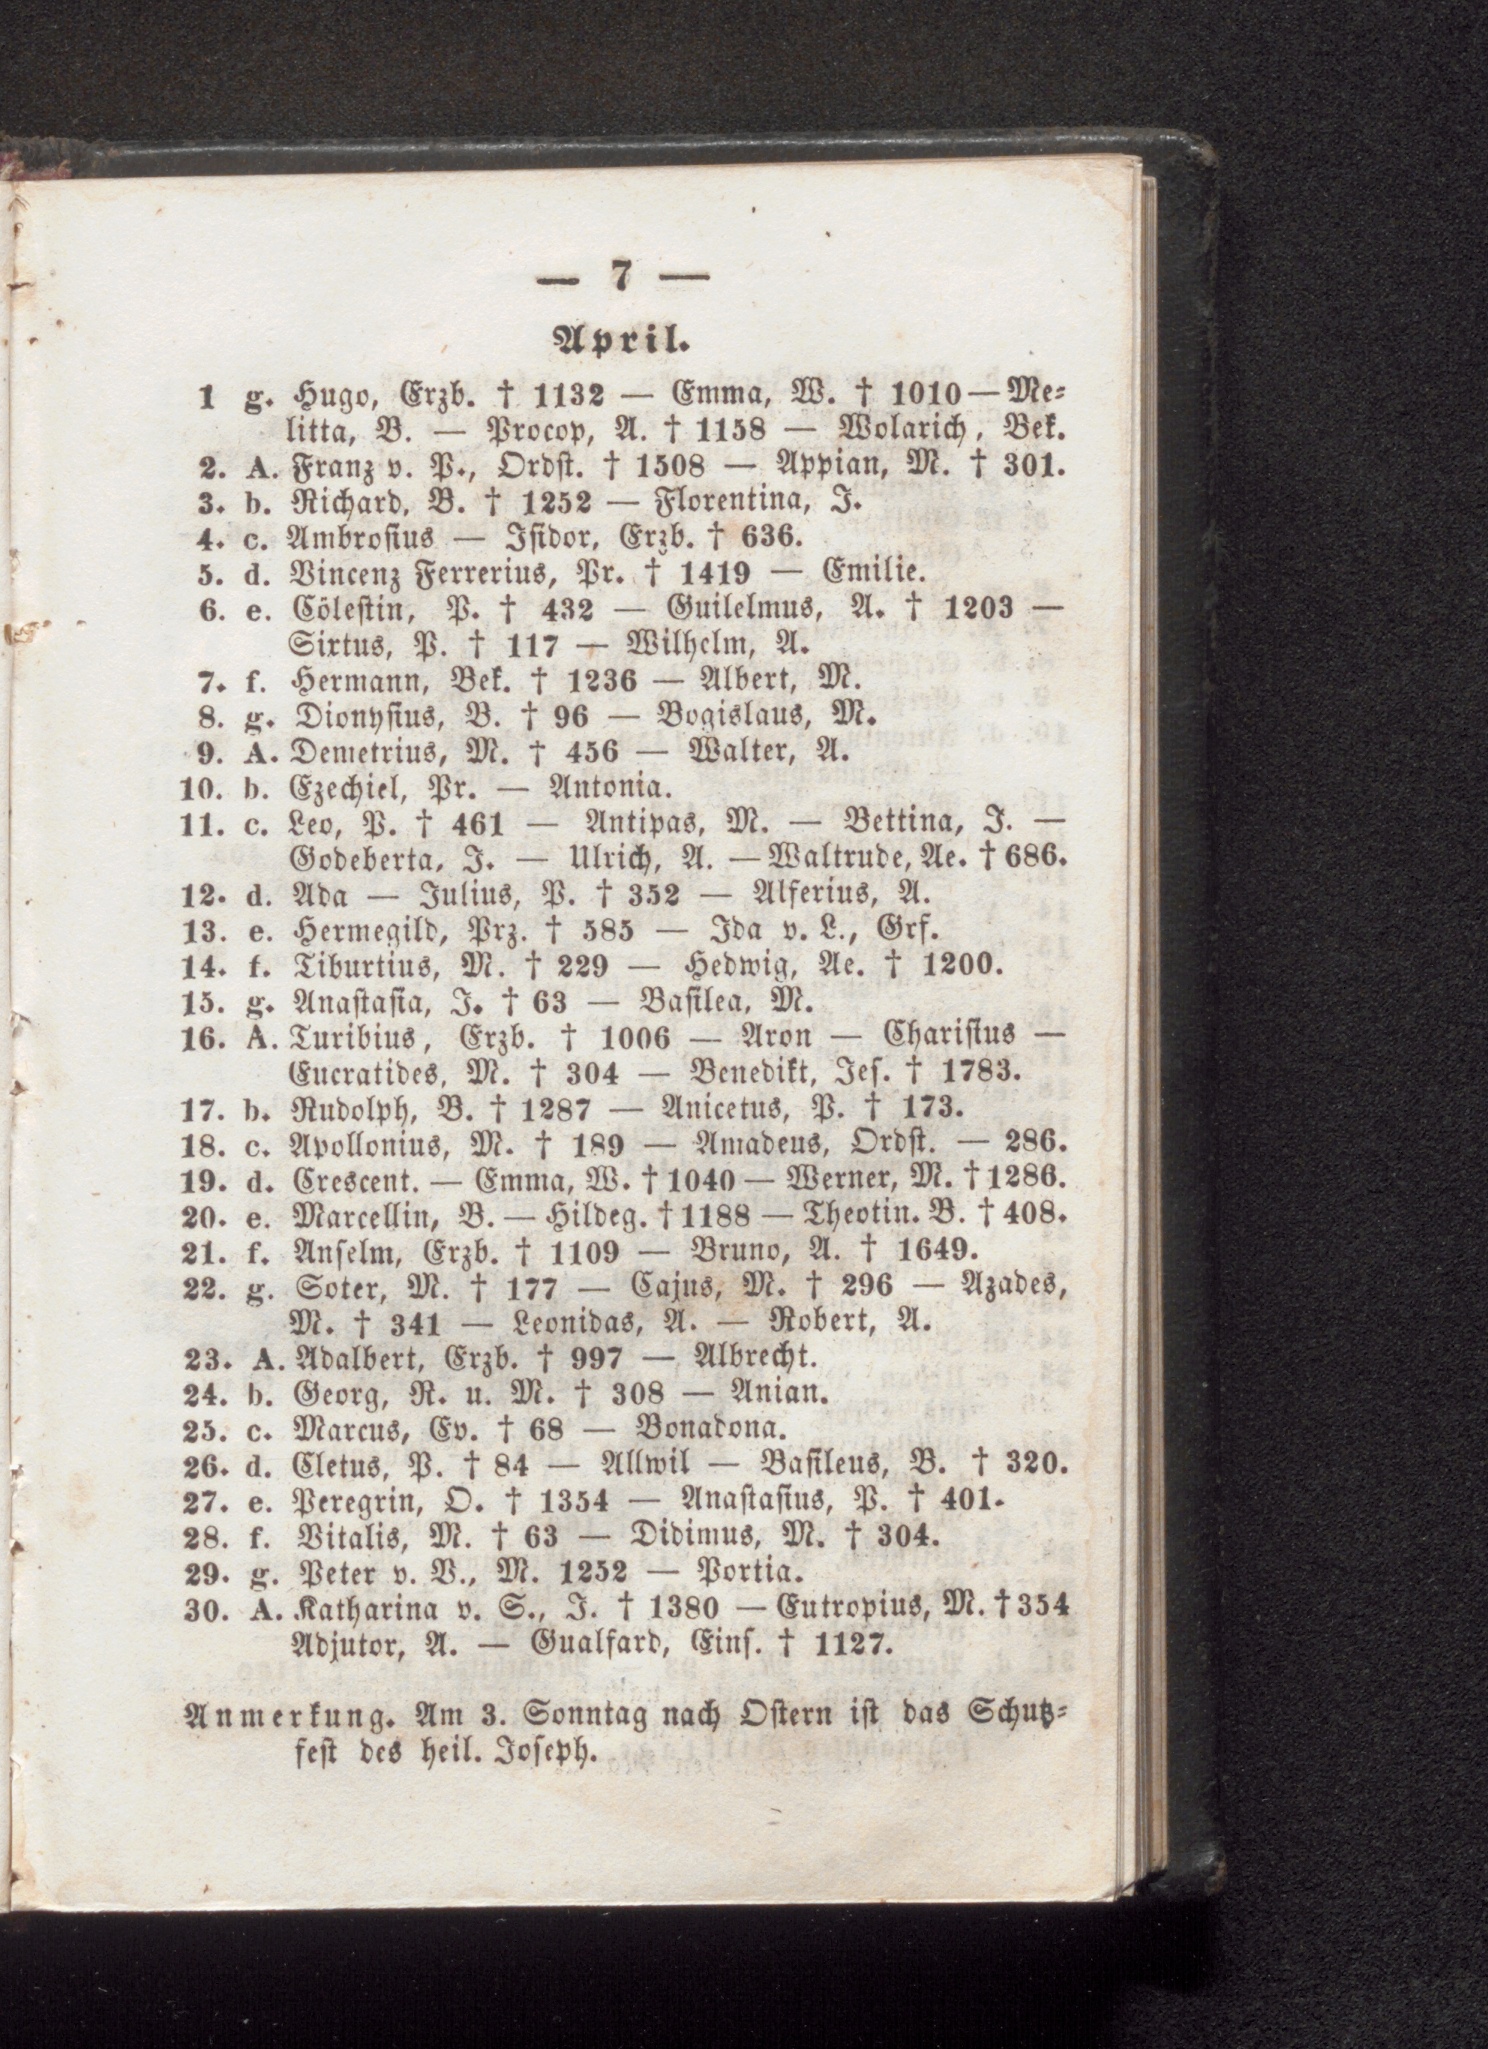 — 7 —
April.
1 g. Hugo, Erzb. † 1132 — Emma, W. † 1010 — Me-
litta, B. — Procop, A. † 1158 — Wolarich, Bek.
2. A. Franz v. P., Ordst. † 1508 — Appian, M. † 301.
3. b. Richard, B. † 1252 — Florentina, J.
4. c. Ambrosius — Isidor, Erzb. † 636.
5. d. Vincenz Ferrerius, Pr. † 1419 — Emilie.
6. e. Cölestin, P. † 432 — Guilelmus, A. † 1203 —
Sixtus, P. † 117 — Wilhelm, A.
7. f. Hermann, Bek. † 1236 — Albert, M.
8. g. Dionysius, B. † 96 — Bogislaus, M.
9. A. Demetrius, M. † 456 — Walter, A.
10. b. Ezechiel, Pr. — Antonia.
11. c. Leo, P. † 461 — Antipas, M. — Bettina, J. —
Godeberta, J. — Ulrich, A. — Waltrude, Ae. † 686.
12. d. Ada — Julius, P. † 352 — Alferius, A.
13. e. Hermegild, Prz. † 585 — Ida v. L., Grf.
14. f. Tiburtius, M. † 229 — Hedwig, Ae. † 1200.
15. g. Anastasia, J. † 63 — Basilea, M.
16. A. Turibius, Erzb. † 1006 — Aron — Charisius —
Eucratides, M. † 304 — Benedikt, Jes. † 1783.
17. b. Rudolph, B. † 1287 — Anicetus, P. † 173.
18. c. Apollonius, M. † 189 — Amadeus, Ordst. — 286.
19. d. Crescent. — Emma, W. † 1040 — Werner, M. † 1286.
20. e. Marcellin, B. — Hildeg. † 1188 — Theotin. B. † 408.
21. f. Anselm, Erzb. † 1109 — Bruno, A. † 1649.
22. g. Soter, M. † 177 — Cajus, M. † 296 — Azades,
M. † 341 — Leonidas, A. — Robert, A.
23. A. Adalbert, Erzb. † 997 — Albrecht.
24. b. Georg, R. u. M. † 308 — Anian.
25. c. Marcus, Ev. † 68 — Bonadona.
26. d. Cletus, P. † 84 — Allwil — Basileus, B. † 320.
27. e. Peregrin, O. † 1354 — Anastasius, P. † 401.
28. f. Vitalis, M. † 63 — Didimus, M. † 304.
29. g. Peter v. V., M. 1252 — Portia.
30. A. Katharina v. S., J. † 1380 — Eutropius, M. † 354
Adjutor, A. — Gualfard, Eins. † 1127.
Anmerkung. Am 3. Sonntag nach Ostern ist das Schutz-
fest des heil. Joseph.